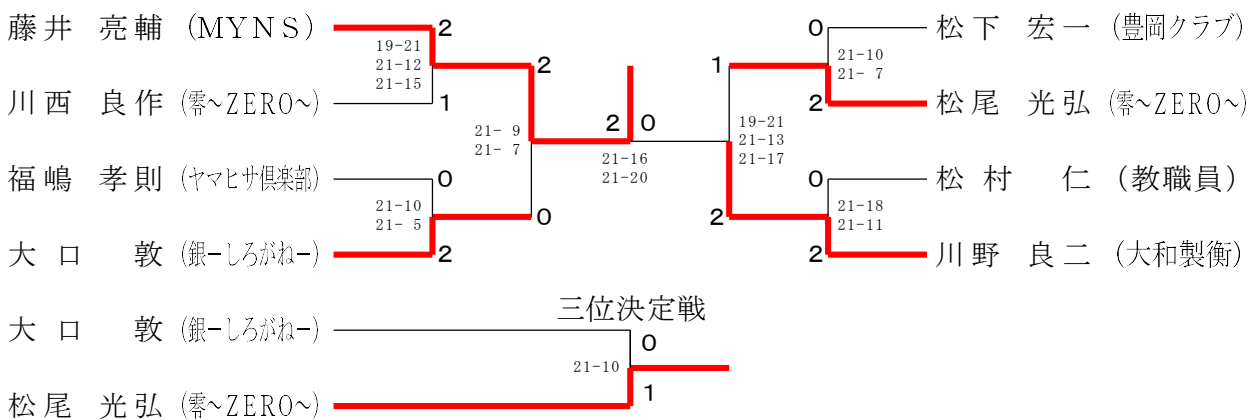 藤井 亮輔 (MYNS)
2
19-21
21-12
21-15
川西 良作 (零～ZERO～)
1
2
21- 9
21- 7
福嶋 孝則 (ヤマヒサ倶楽部)
0
21-10
21- 5
0
大口 敦 (銀ーしろがねー)
2
2 0
21-16
21-20
0
松下 宏一 (豊岡クラブ)
21-10
21- 7
1
2
松尾 光弘 (零～ZERO～)
19-21
21-13
21-17
0
松村 仁 (教職員)
21-18
21-11
2
2
川野 良二 (大和製衡)
三位決定戦
大口 敦 (銀ーしろがねー)
0
21-10
1
松尾 光弘 (零～ZERO～)